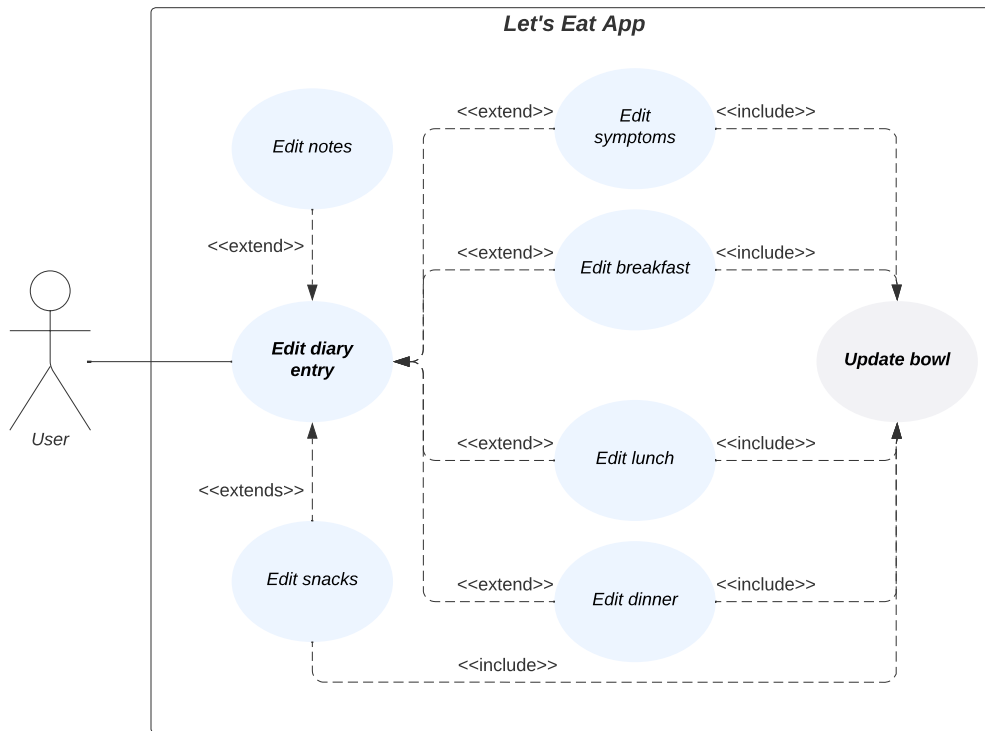 Let's Eat App
<<extend>>
Edit
symptoms
<<include>>
Edit notes
<<extend>>
<<extend>>
Edit breakfast
<<include>>
Edit diary
entry
Update bowl
User
<<extend>>
Edit lunch
<<include>>
<<extends>>
Edit snacks
<<extend>>
Edit dinner
<<include>>
<<include>>